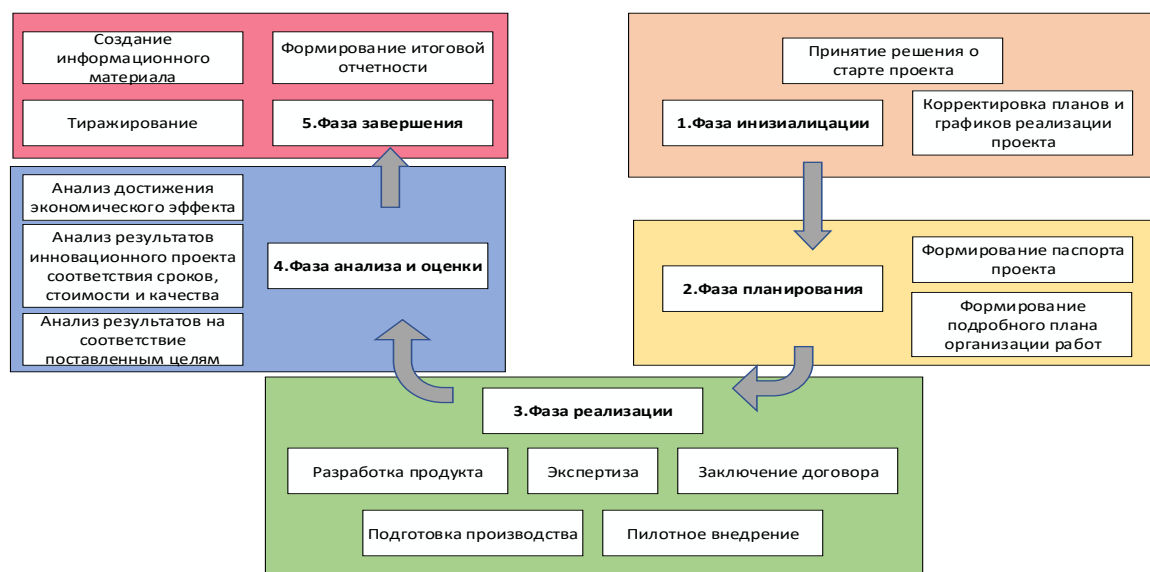 Создание
информационного
материала
Формирование итоговой
отчетности
Тиражирование
5.Фаза завершения
Принятие решения о
старте проекта
1.Фаза инизиалицации
Корректировка планов и
графиков реализации
проекта
Анализ достижения
экономического эффекта
Анализ результатов
инновационного проекта
соответствия сроков,
стоимости и качества
Анализ результатов на
соответствие
поставленным целям
4.Фаза анализа и оценки
2.Фаза планирования
Формирование паспорта
проекта
Формирование
подробного плана
организации работ
3.Фаза реализации
Разработка продукта
Экспертиза
Заключение договора
Подготовка производства
Пилотное внедрение